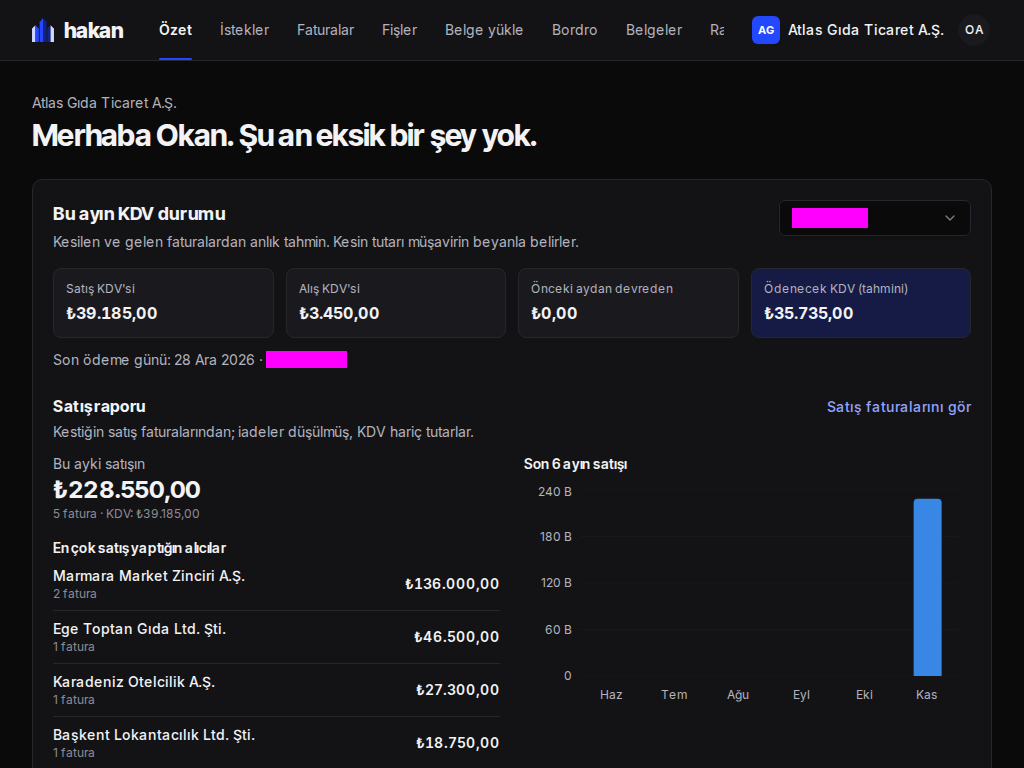 hakan
Özet
İstekler
Faturalar
Fişler
Belge yükle
Bordro
Belgeler
AG
Atlas Gıda Ticaret A.Ş.
OA
Atlas Gıda Ticaret A.Ş.
Merhaba Okan. Şu an eksik bir şey yok.
Bu ayın KDV durumu
Kesilen ve gelen faturalardan anlık tahmin. Kesin tutarı müşavirin beyanla belirler.
Satış KDV'si
₺39.185,00
Alış KDV'si
₺3.450,00
Önceki aydan devreden
₺0,00
Ödenecek KDV (tahmini)
₺35.735,00
Son ödeme günü: 28 Ara 2026 ·
Satış raporu
Satış faturalarını gör
Kestiğin satış faturalarından; iadeler düşülmüş, KDV hariç tutarlar.
Bu ayki satışın
₺228.550,00
5 fatura · KDV: ₺39.185,00
En çok satış yaptığın alıcılar
Marmara Market Zinciri A.Ş.
2 fatura
₺136.000,00
Ege Toptan Gıda Ltd. Şti.
1 fatura
₺46.500,00
Karadeniz Otelcilik A.Ş.
1 fatura
₺27.300,00
Başkent Lokantacılık Ltd. Şti.
1 fatura
₺18.750,00
Son 6 ayın satışı
240 B
180 B
120 B
60 B
0
Haz
Tem
Ağu
Eyl
Eki
Kas